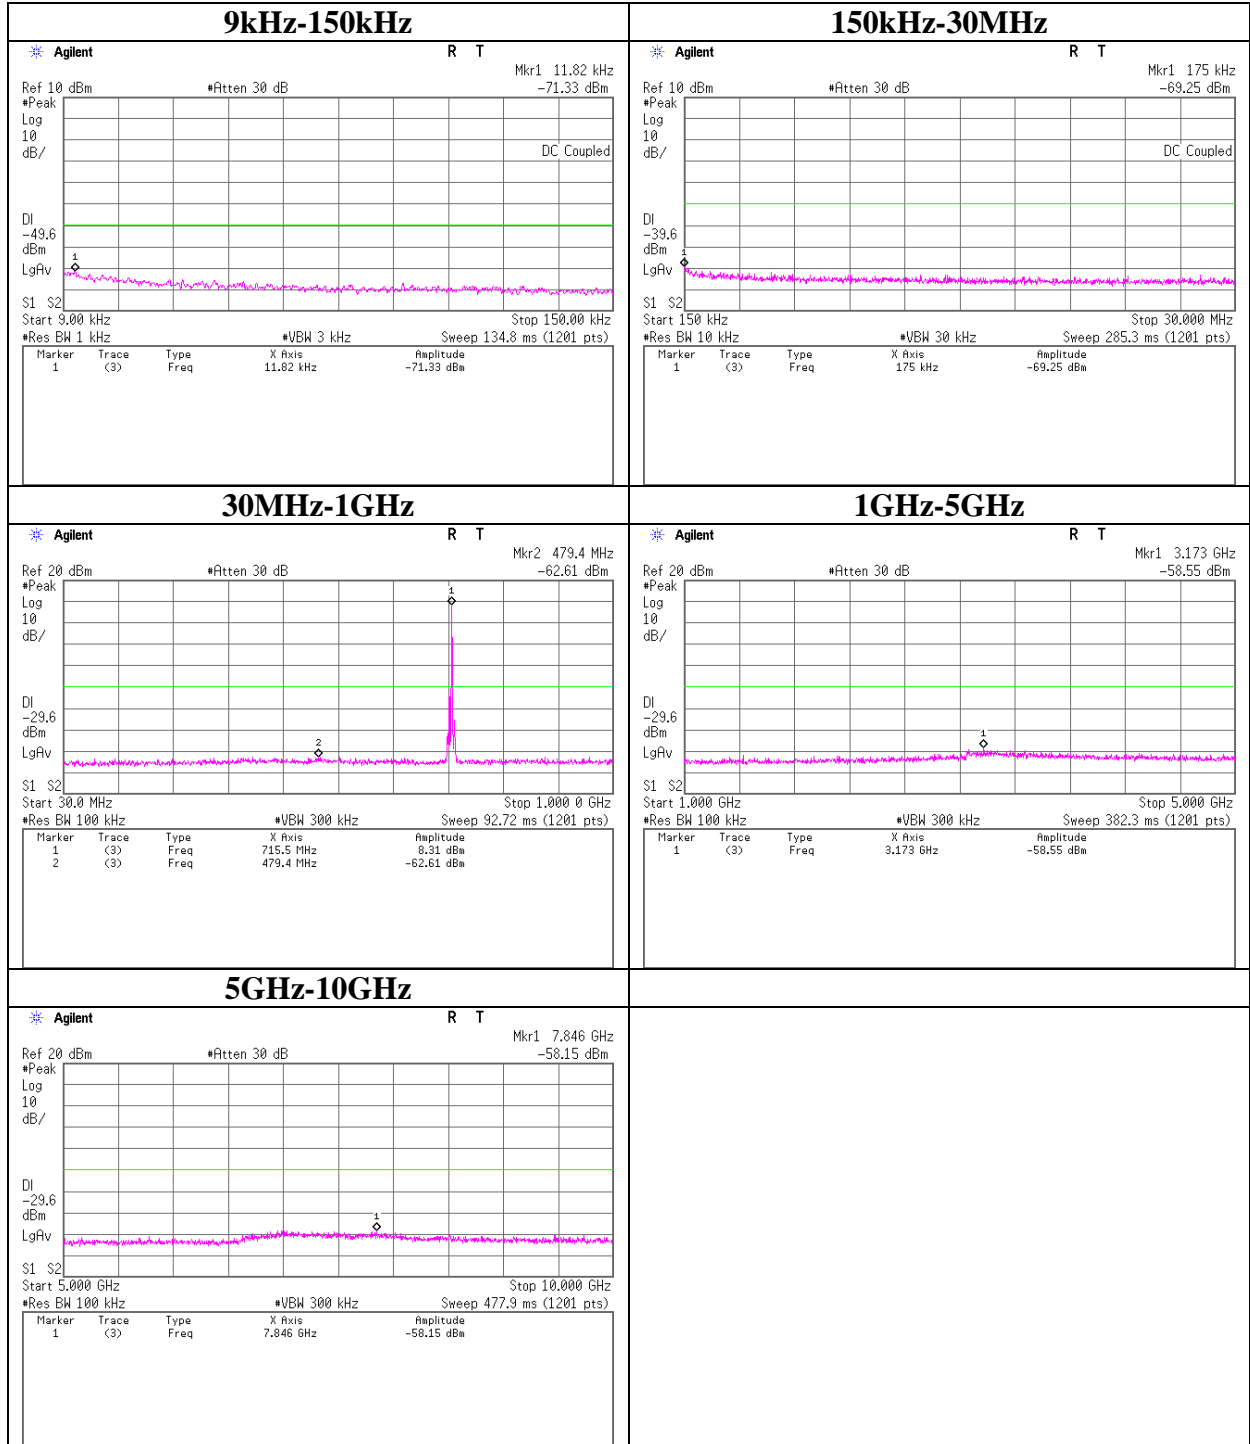 9kHz-150kHz
Agilent R T
Mkr1 11.82 kHz
Ref 10 dBm #Atten 30 dB -71.33 dBm
#Peak
Log
10
dB/ DC Coupled
DI
-49.6
dBm
1
LgAv
S1 S2
Start 9.00 kHz Stop 150.00 kHz
#Res BW 1 kHz #VBW 3 kHz Sweep 134.8 ms (1201 pts)
Marker Trace Type X Axis Amplitude
1 (3) Freq 11.82 kHz -71.33 dBm
150kHz-30MHz
Agilent R T
Mkr1 175 kHz
Ref 10 dBm #Atten 30 dB -69.25 dBm
#Peak
Log
10
dB/ DC Coupled
DI
-39.6
dBm
1
LgAv
S1 S2
Start 150 kHz Stop 30.000 MHz
#Res BW 10 kHz #VBW 30 kHz Sweep 285.3 ms (1201 pts)
Marker Trace Type X Axis Amplitude
1 (3) Freq 175 kHz -69.25 dBm
30MHz-1GHz
Agilent R T
Mkr2 479.4 MHz
Ref 20 dBm #Atten 30 dB -62.61 dBm
#Peak
1
Log
10
dB/
DI
-29.6
dBm
2
LgAv
S1 S2
Start 30.0 MHz Stop 1.000 0 GHz
#Res BW 100 kHz #VBW 300 kHz Sweep 92.72 ms (1201 pts)
Marker Trace Type X Axis Amplitude
1 (3) Freq 715.5 MHz 8.31 dBm
2 (3) Freq 479.4 MHz -62.61 dBm
1GHz-5GHz
Agilent R T
Mkr1 3.173 GHz
Ref 20 dBm #Atten 30 dB -58.55 dBm
#Peak
Log
10
dB/
DI
-29.6
dBm
1
LgAv
S1 S2
Start 1.000 GHz Stop 5.000 GHz
#Res BW 100 kHz #VBW 300 kHz Sweep 382.3 ms (1201 pts)
Marker Trace Type X Axis Amplitude
1 (3) Freq 3.173 GHz -58.55 dBm
5GHz-10GHz
Agilent R T
Mkr1 7.846 GHz
Ref 20 dBm #Atten 30 dB -58.15 dBm
#Peak
Log
10
dB/
DI
-29.6
dBm
1
LgAv
S1 S2
Start 5.000 GHz Stop 10.000 GHz
#Res BW 100 kHz #VBW 300 kHz Sweep 477.9 ms (1201 pts)
Marker Trace Type X Axis Amplitude
1 (3) Freq 7.846 GHz -58.15 dBm